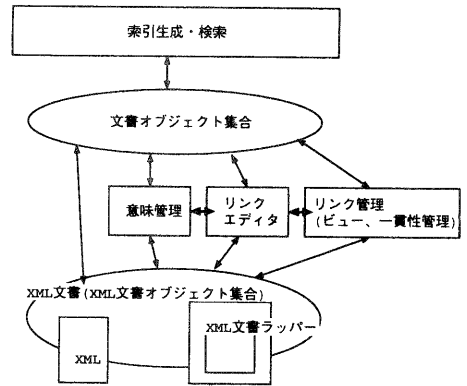 索引生成・検索
文書オブジェクト集合
意味管理
リンク
エディタ
リンク管理
(ビュー、一貫性管理)
XML文書(XML文書オブジェクト集合)
XML文書ラッパー
XML